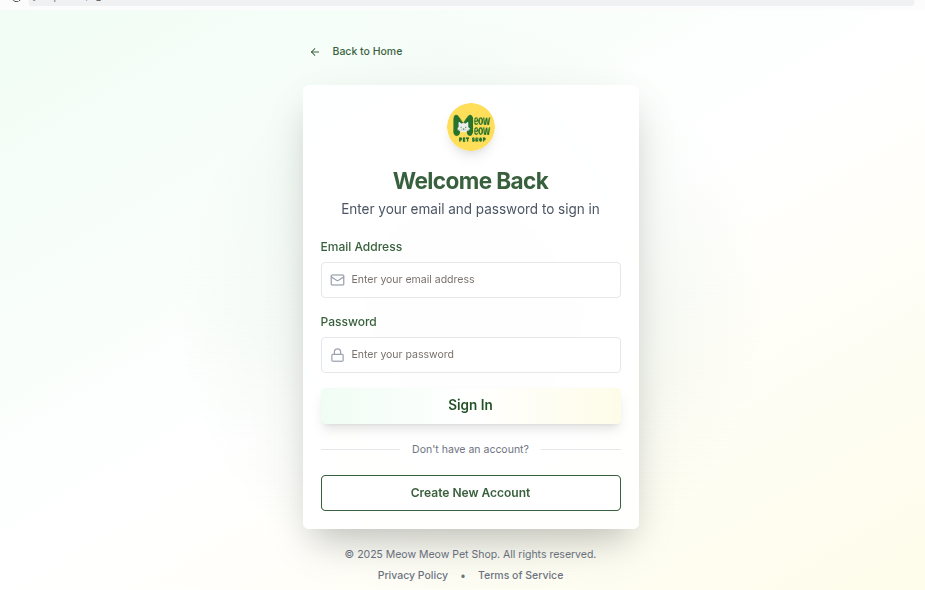 Back to Home
Meow
eow
PET SHOP
Welcome Back
Enter your email and password to sign in
Email Address
Enter your email address
Password
Enter your password
Sign In
Don't have an account?
Create New Account
© 2025 Meow Meow Pet Shop. All rights reserved.
Privacy Policy • Terms of Service